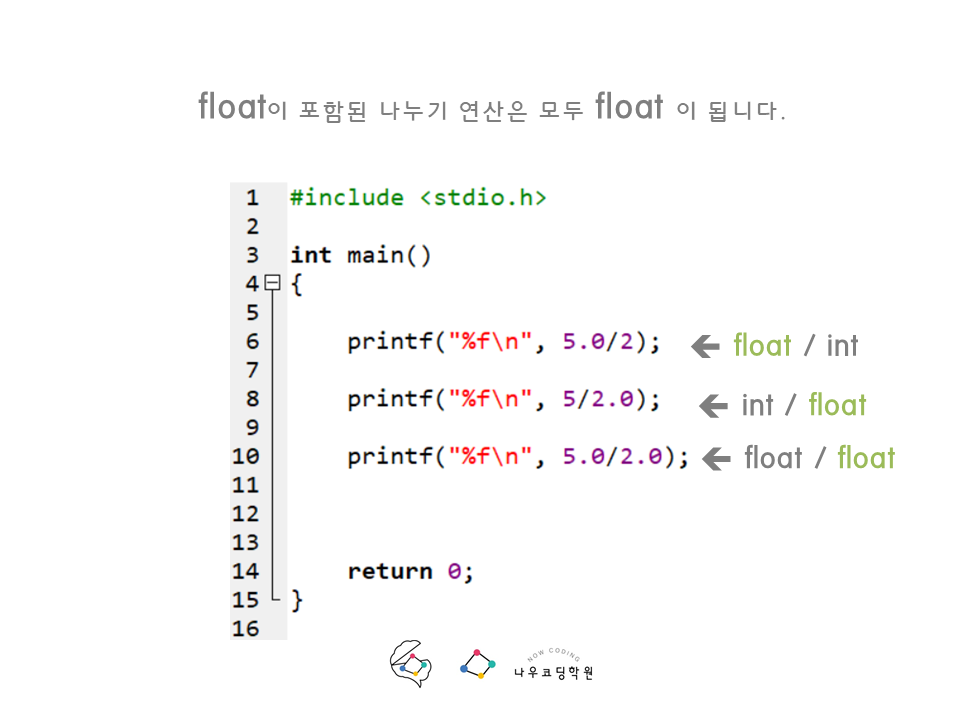 float이 포함된 나누기 연산은 모두 float 이 됩니다.
1 #include <stdio.h>
2
3 int main()
4 {
5
6 printf("%f\n", 5.0/2); ← float / int
7
8 printf("%f\n", 5/2.0); ← int / float
9
10 printf("%f\n", 5.0/2.0); ← float / float
11
12
13
14 return 0;
15 }
16
NOW CODING
나우코딩학원